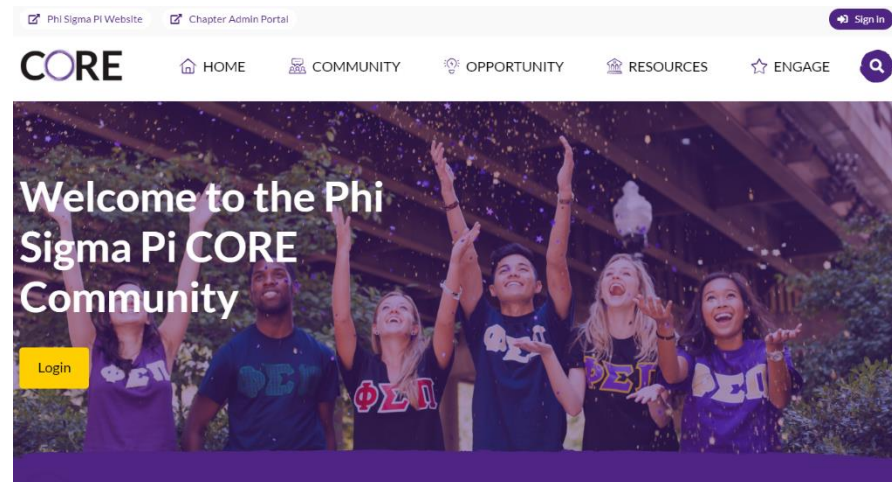 Phi Sigma Pi Website
Chapter Admin Portal
Sign In
CORE
HOME
COMMUNITY
OPPORTUNITY
RESOURCES
ENGAGE
Welcome to the Phi
Sigma Pi CORE
Community
Login
ΦΣΠ
ΦΣΠ
ΦΣΠ
ΦΣΠ
ΦΣΠ
ΦΣΠ